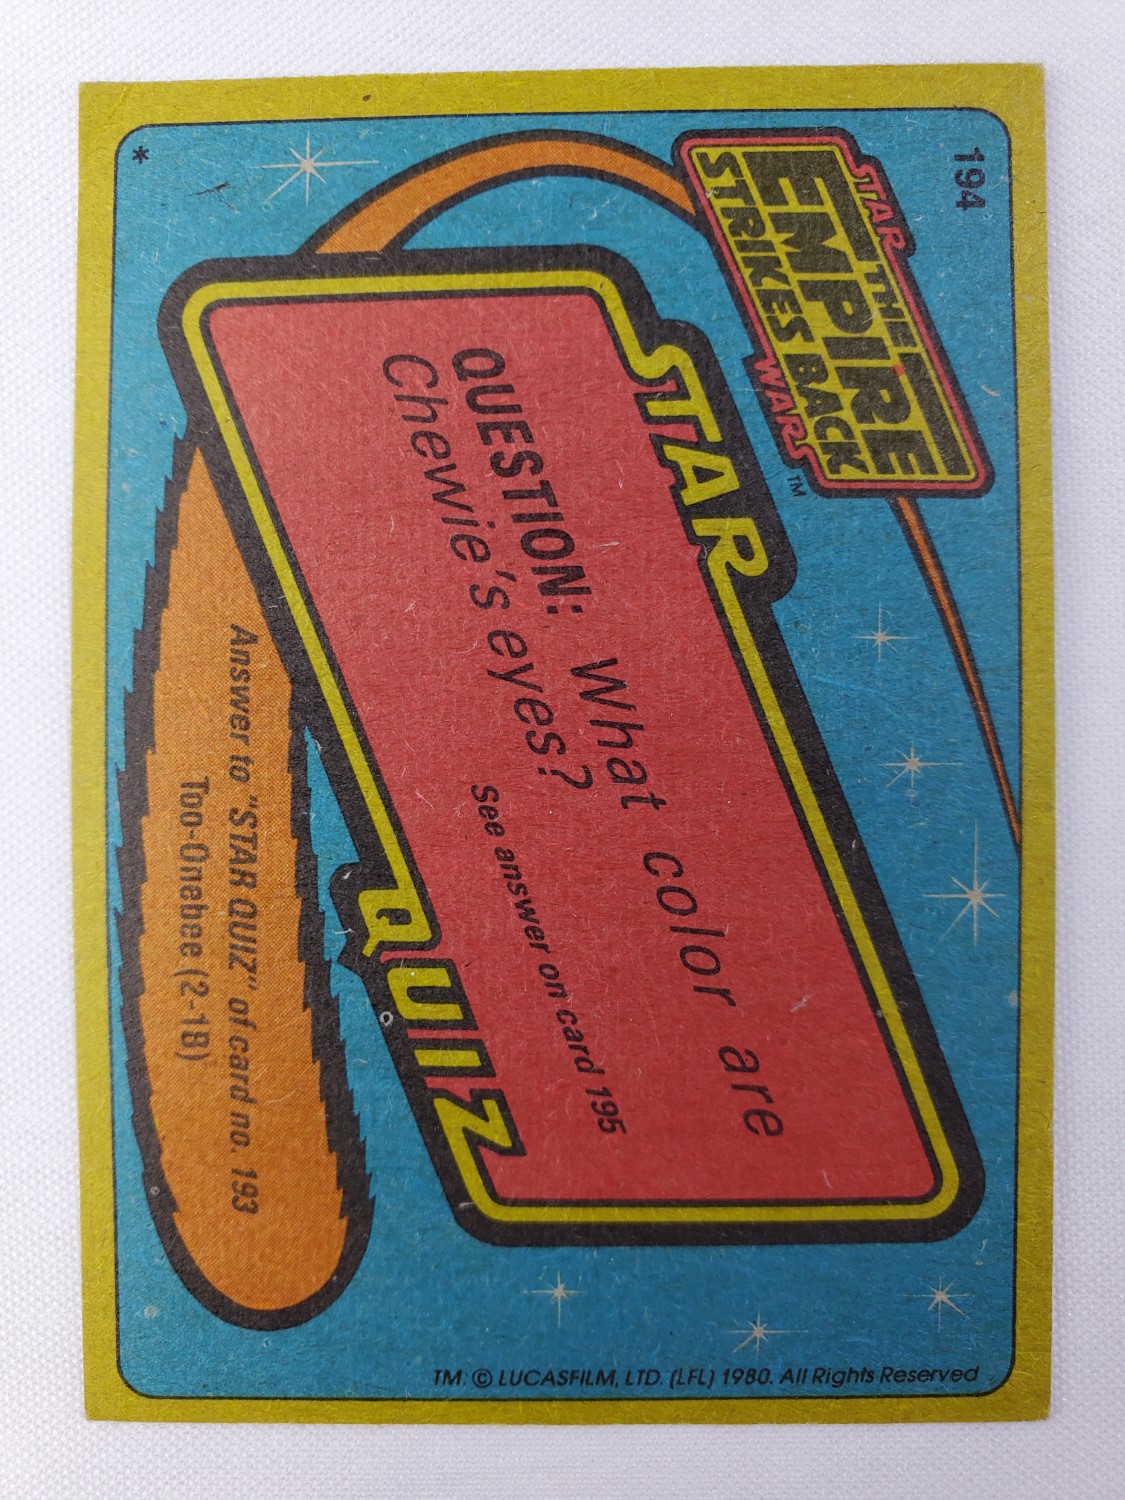 194
STAR
THE
EMPIRE
STRIKES BACK
WARS™
STAR
QUESTION: What color are
Chewie's eyes?
See answer on card 195
QUIZ
Answer to "STAR QUIZ" of card no. 193
Too-Onebee (2-1B)
*
TM: © LUCASFILM, LTD. (LFL) 1980. All Rights Reserved